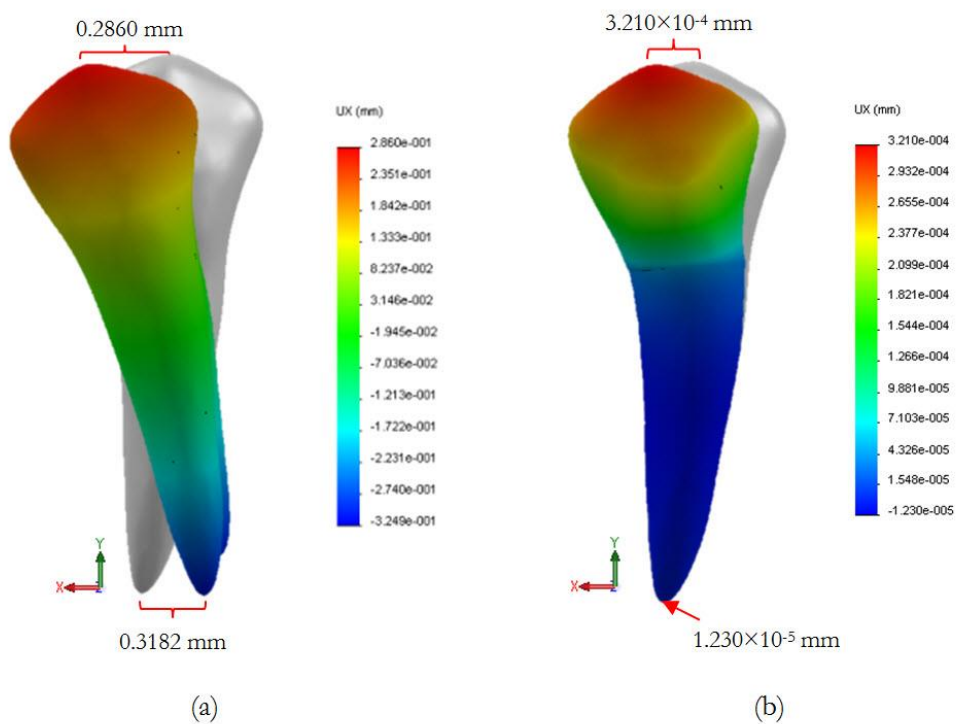 0.2860 mm
3.210×10-4 mm
UX (mm)
2.860e-001
2.351e-001
1.842e-001
1.333e-001
8.237e-002
3.146e-002
-1.945e-002
-7.036e-002
-1.213e-001
-1.722e-001
-2.231e-001
-2.740e-001
-3.249e-001
UX (mm)
3.210e-004
2.932e-004
2.655e-004
2.377e-004
2.099e-004
1.821e-004
1.544e-004
1.266e-004
9.881e-005
7.103e-005
4.326e-005
1.548e-005
-1.230e-005
Y
X
Z
Y
X
Z
0.3182 mm
1.230×10-5 mm
(a)
(b)